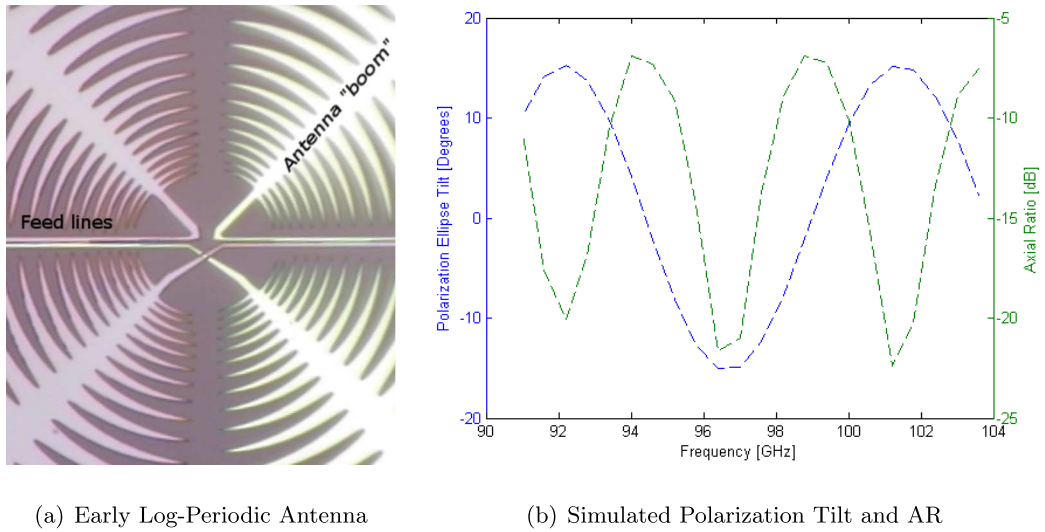 Antenna "boom"
Feed lines
20
10
0
-10
-20
Polarization Ellipse Tilt [Degrees]
-5
-10
-15
-20
-25
Axial Ratio [dB]
90 92 94 96 98 100 102 104
Frequency [GHz]
(a) Early Log-Periodic Antenna
(b) Simulated Polarization Tilt and AR